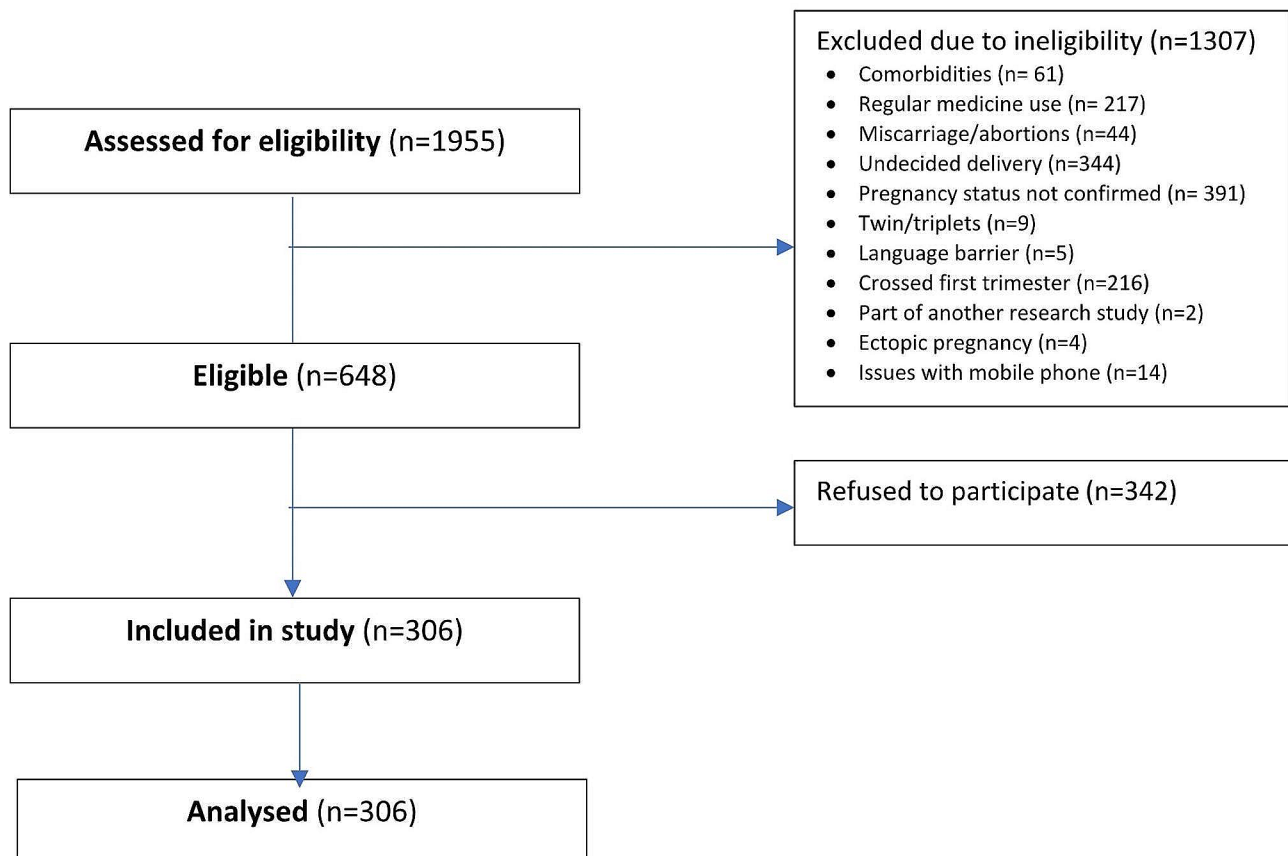 Assessed for eligibility (n=1955)
Excluded due to ineligibility (n=1307)
• Comorbidities (n= 61)
• Regular medicine use (n= 217)
• Miscarriage/abortions (n=44)
• Undecided delivery (n=344)
• Pregnancy status not confirmed (n= 391)
• Twin/triplets (n=9)
• Language barrier (n=5)
• Crossed first trimester (n=216)
• Part of another research study (n=2)
• Ectopic pregnancy (n=4)
• Issues with mobile phone (n=14)
Eligible (n=648)
Refused to participate (n=342)
Included in study (n=306)
Analysed (n=306)